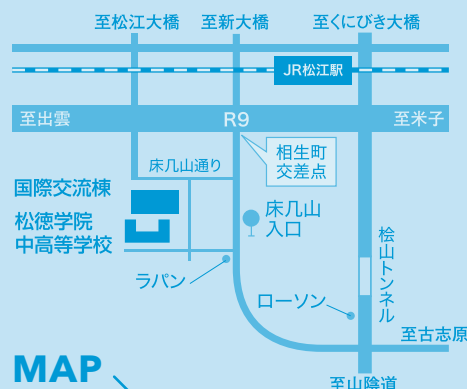 至松江大橋
至新大橋
至くにびき大橋
JR松江駅
至出雲
R9
至米子
相生町
交差点
床几山通り
国際交流棟
松徳学院
中高等学校
床几山
入口
桧山トンネル
ラパン
ローソン
至古志原
MAP
至山陰道